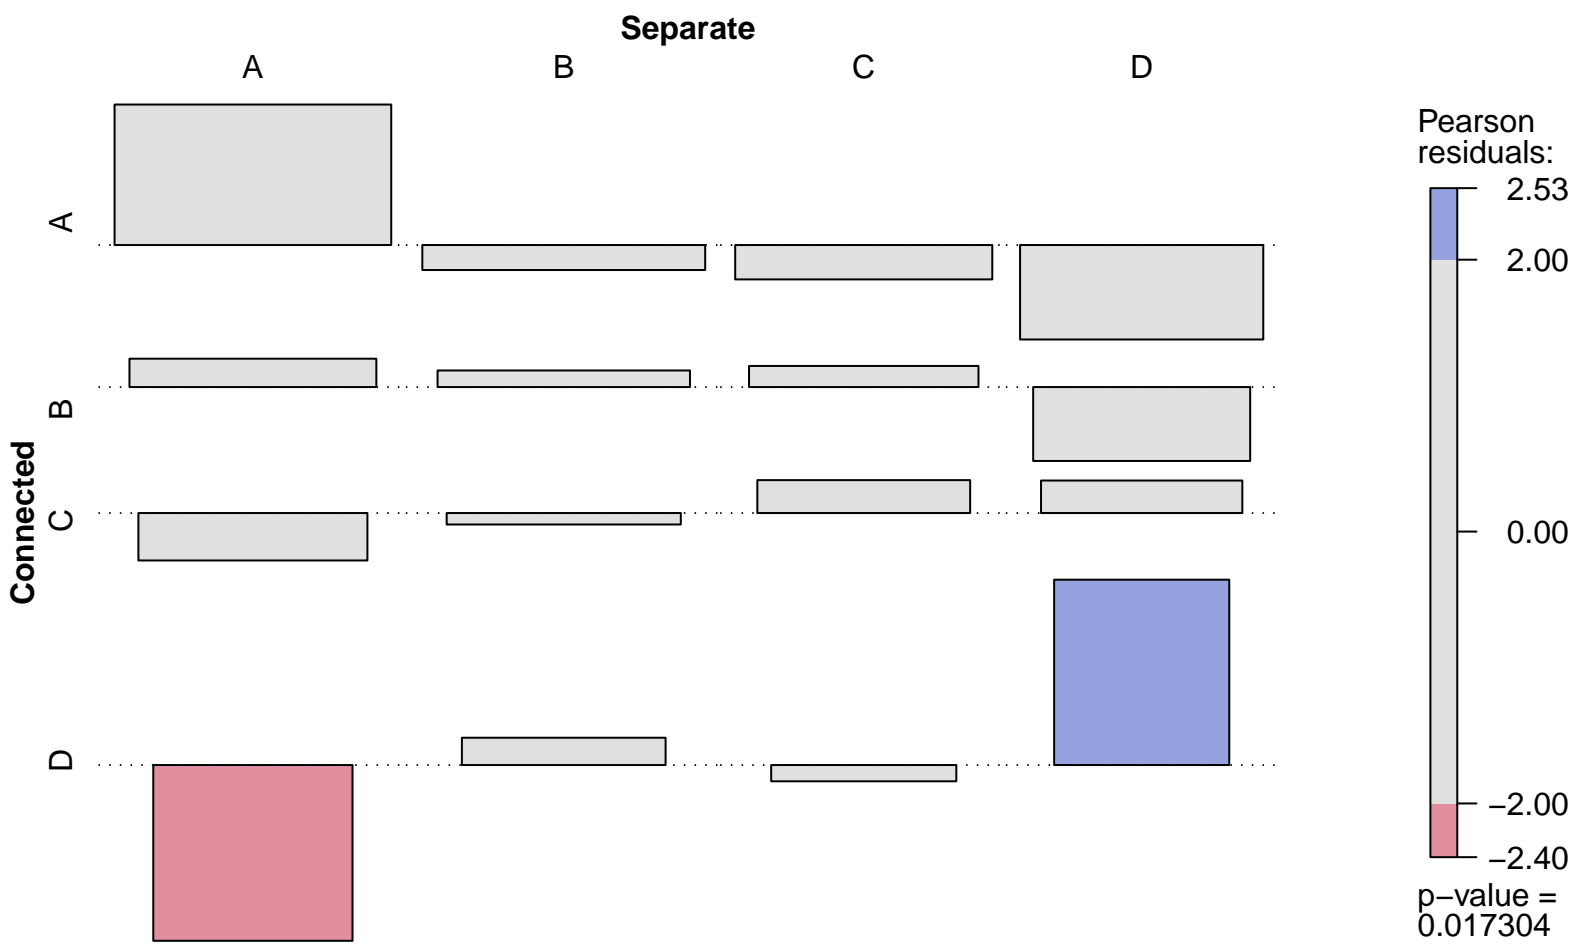 Separate
A B C D
A
B
C
D
Connected
Pearson
residuals:
2.53
2.00
0.00
−2.00
−2.40
p−value =
0.017304